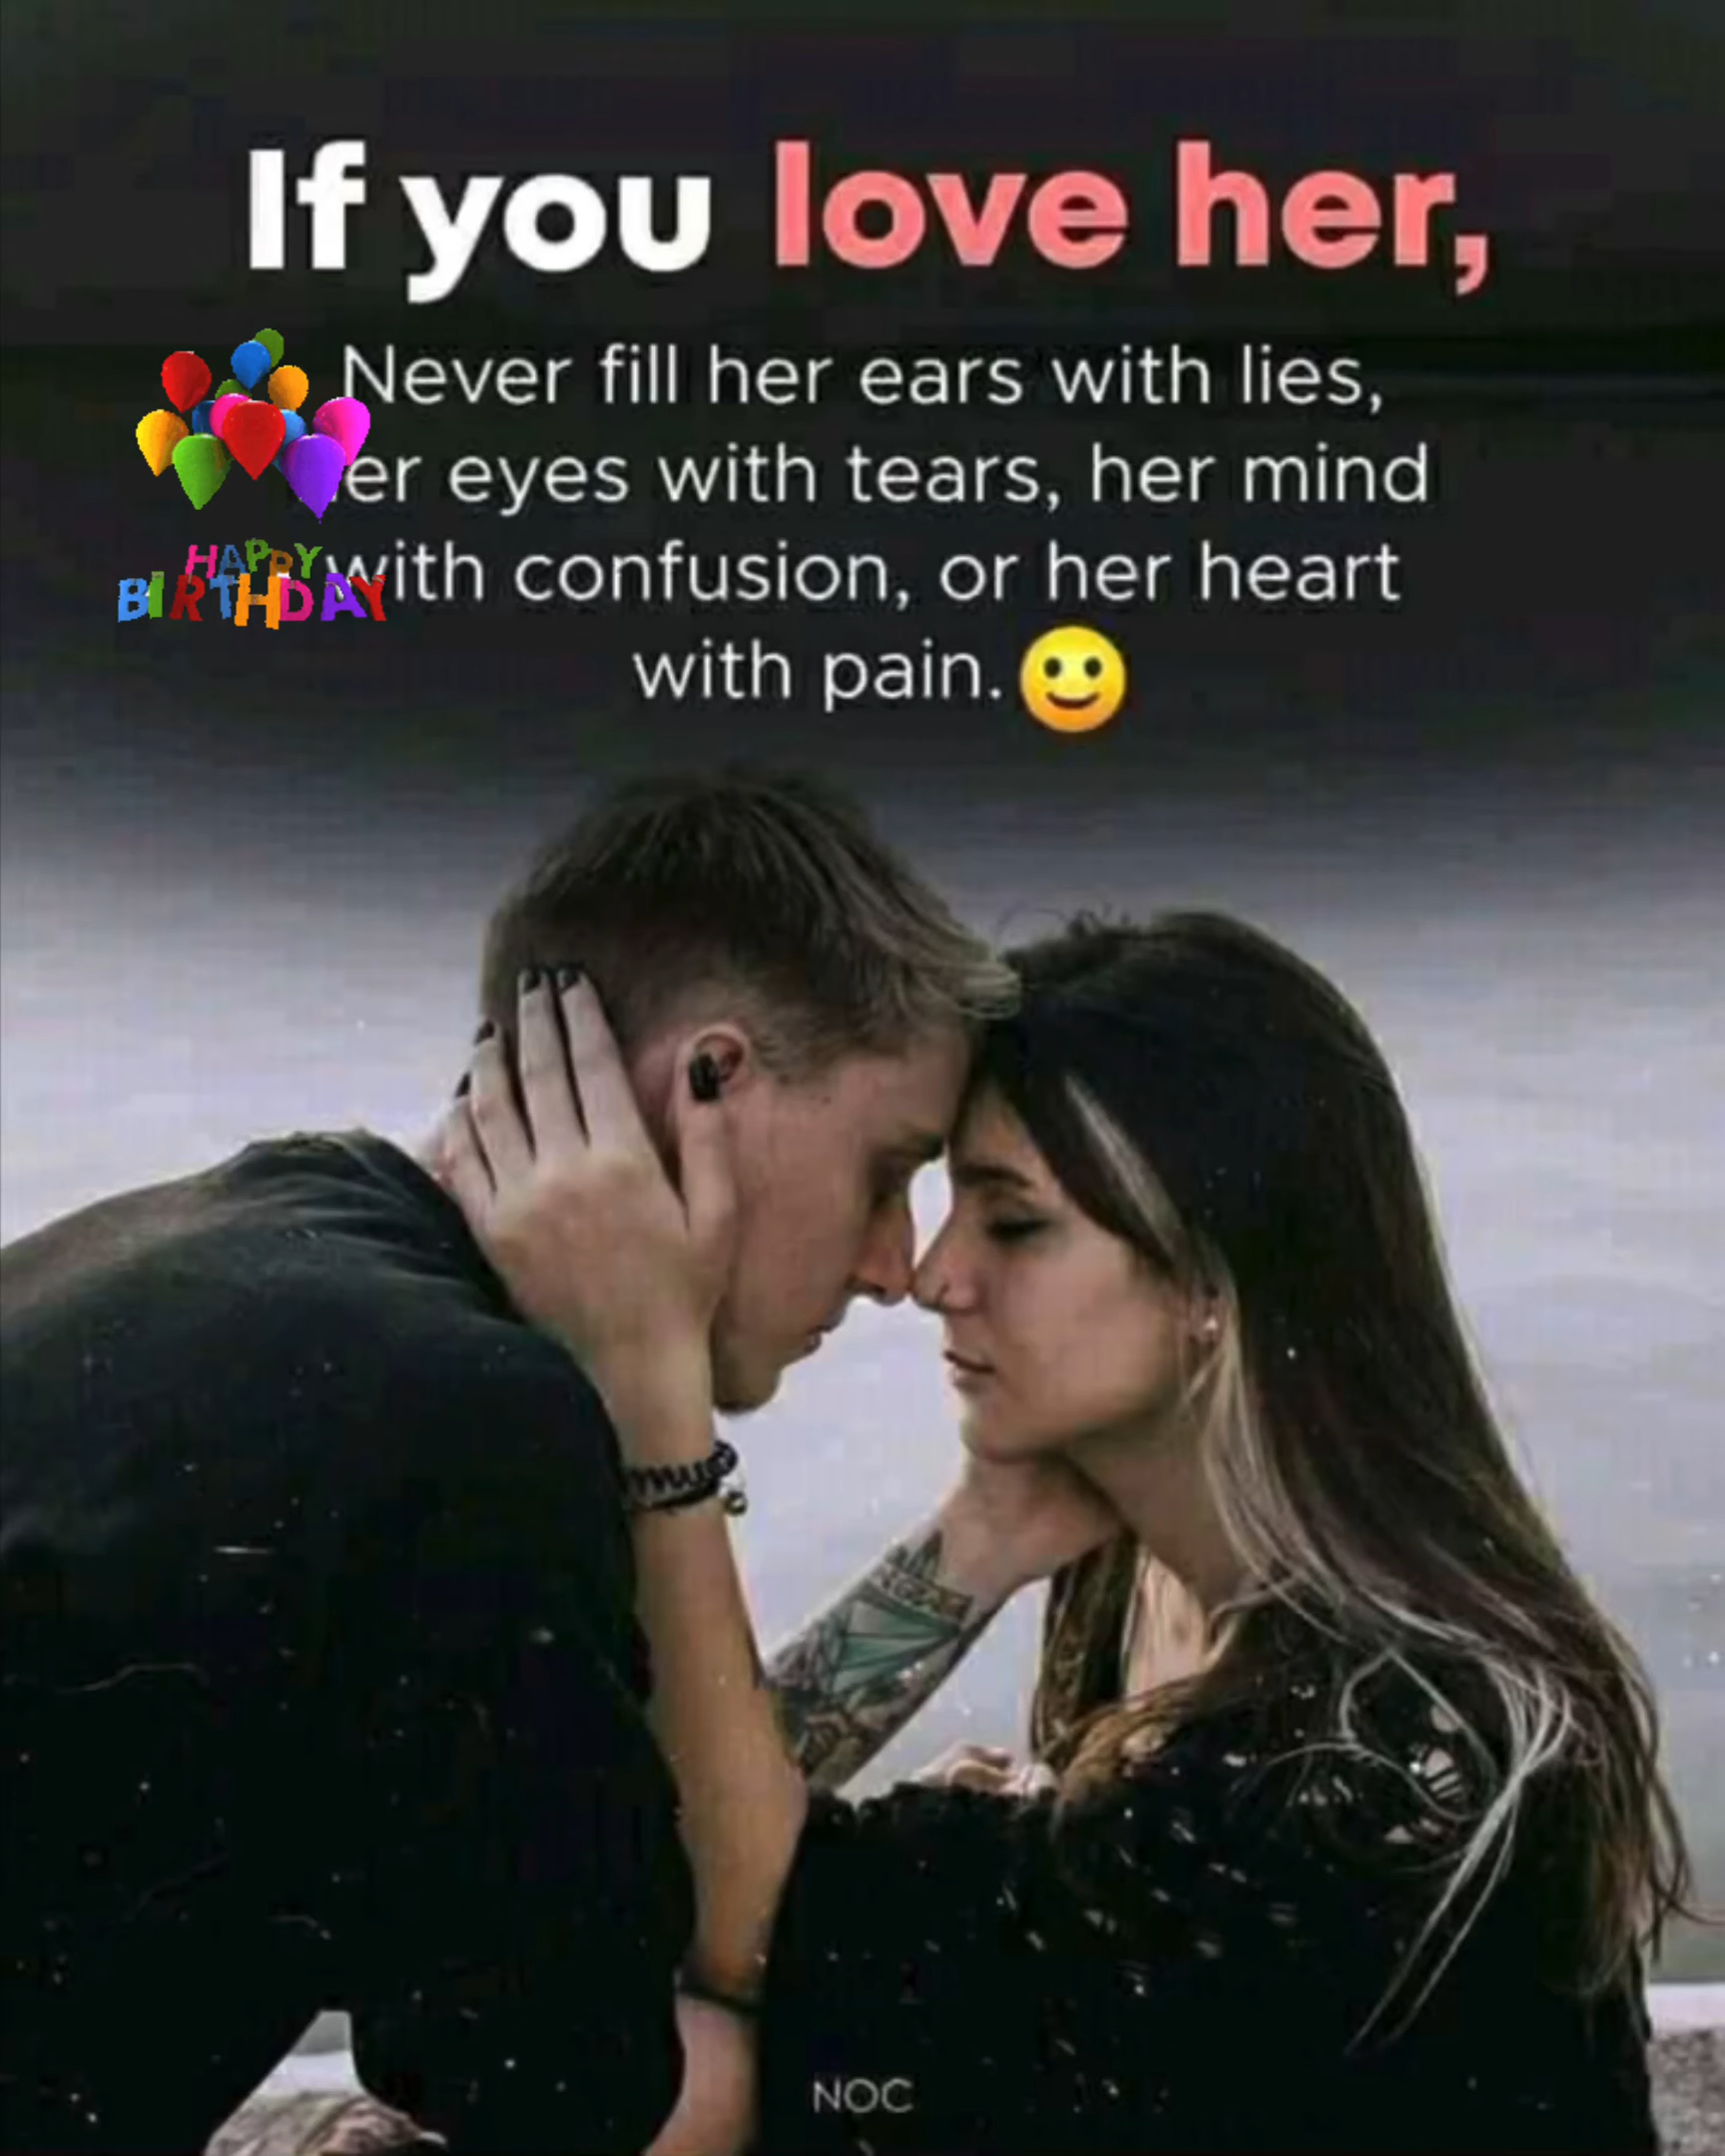 If you love her,
Never fill her ears with lies,
er eyes with tears, her mind
with confusion, or her heart
with pain.
HAPPY
BIRTHDAY
NOC